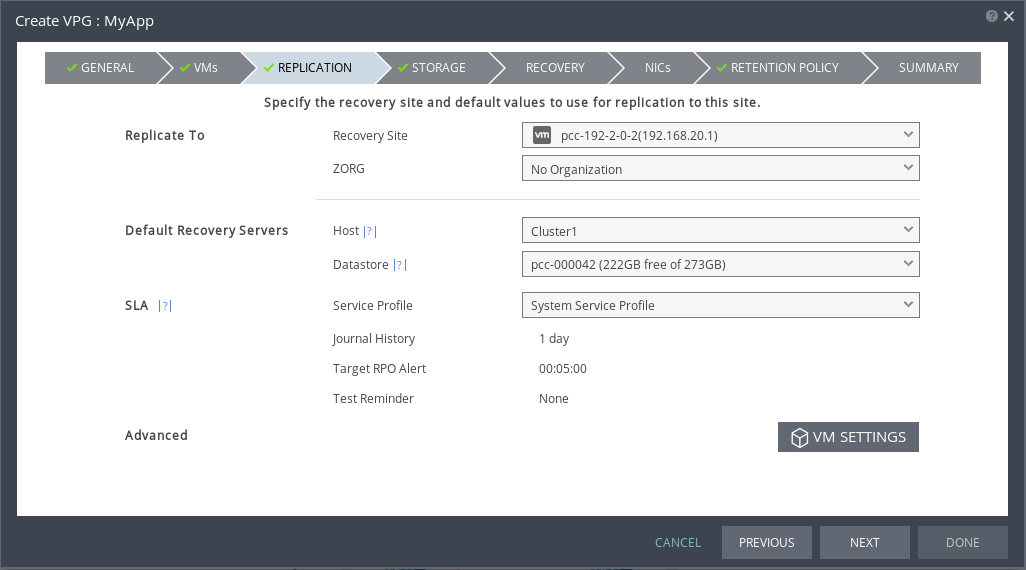 Create VPG : MyApp
?
GENERAL VMs REPLICATION STORAGE RECOVERY NICs RETENTION POLICY SUMMARY
Specify the recovery site and default values to use for replication to this site.
Replicate To Recovery Site vm pcc-192-2-0-2(192.168.20.1)
ZORG No Organization
Default Recovery Servers Host |?| Cluster1
Datastore |?| pcc-000042 (222GB free of 273GB)
SLA |?| Service Profile System Service Profile
Journal History 1 day
Target RPO Alert 00:05:00
Test Reminder None
Advanced VM SETTINGS
CANCEL PREVIOUS NEXT DONE